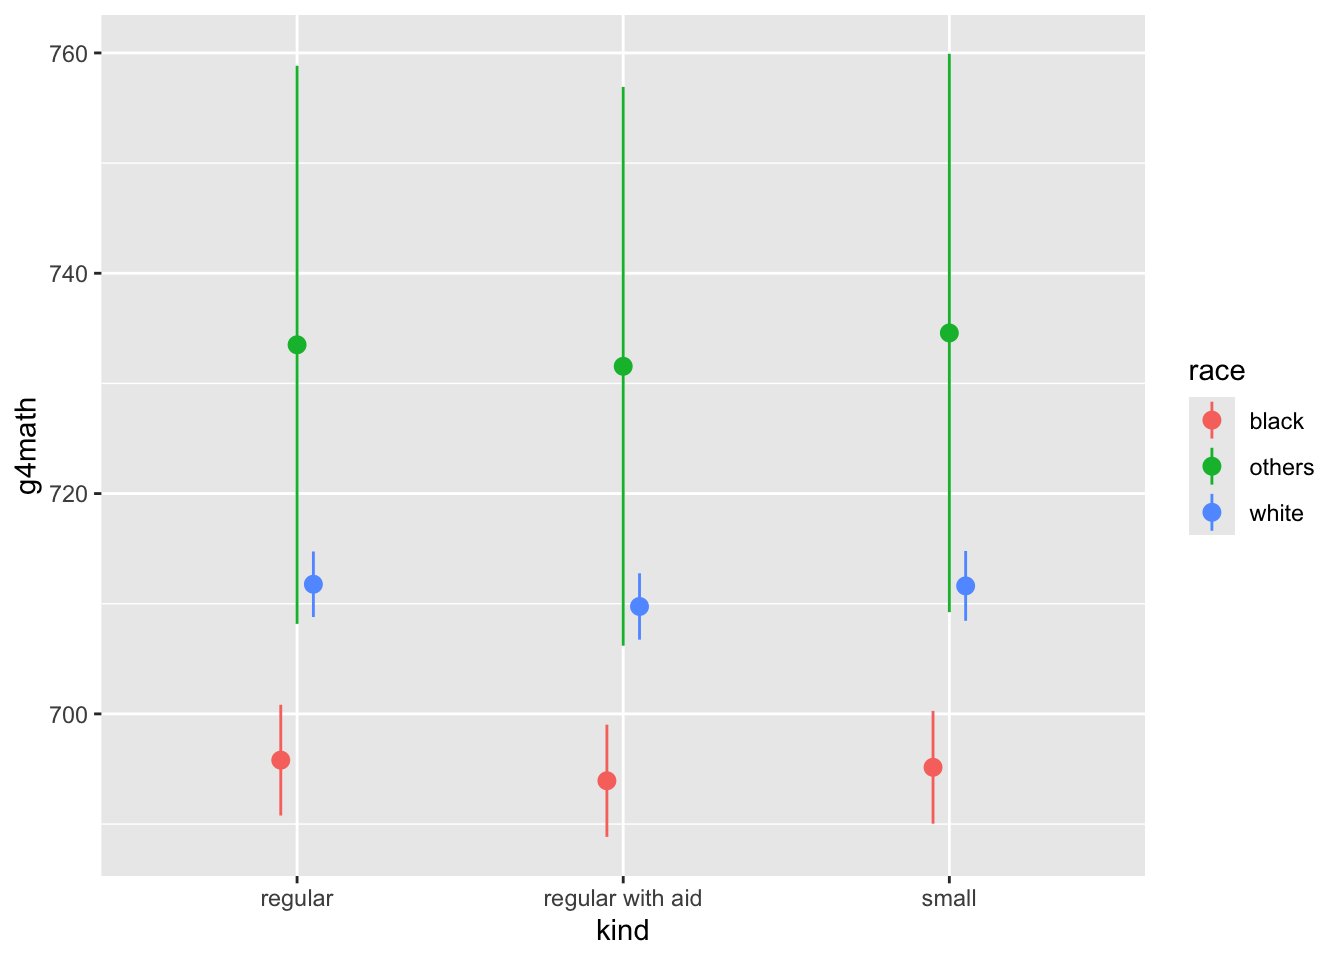 760
740
720
700
g4math
regular
regular with aid
small
kind
race
black
others
white